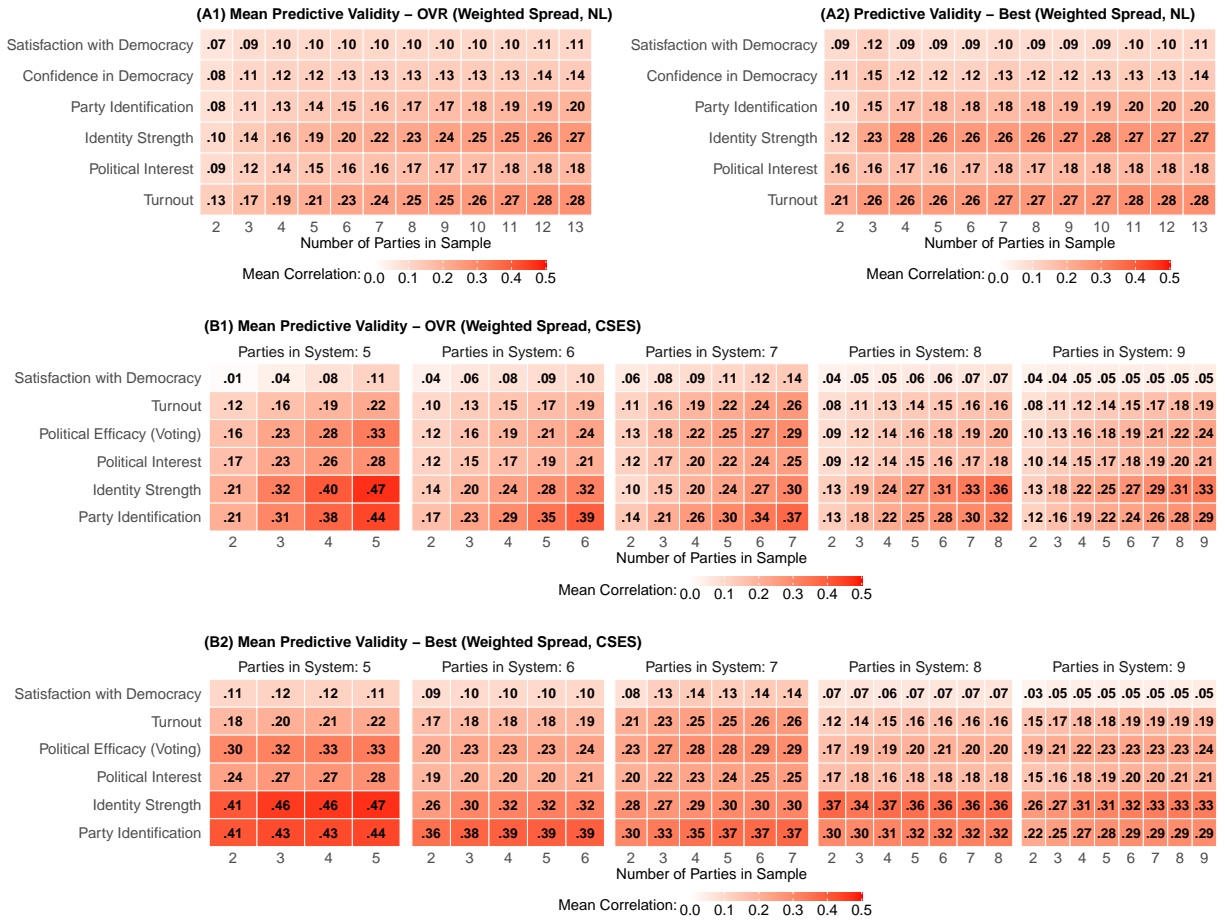 (A1) Mean Predictive Validity – OVR (Weighted Spread, NL)
Satisfaction with Democracy .07 .09 .10 .10 .10 .10 .10 .10 .10 .10 .11 .11
Confidence in Democracy .08 .11 .12 .12 .13 .13 .13 .13 .13 .13 .14 .14
Party Identification .08 .11 .13 .14 .15 .16 .17 .17 .18 .19 .19 .20
Identity Strength .10 .14 .16 .19 .20 .22 .23 .24 .25 .25 .26 .27
Political Interest .09 .12 .14 .15 .16 .16 .17 .17 .17 .18 .18 .18
Turnout .13 .17 .19 .21 .23 .24 .25 .25 .26 .27 .28 .28
2 3 4 5 6 7 8 9 10 11 12 13
Number of Parties in Sample
Mean Correlation: 0.0 0.1 0.2 0.3 0.4 0.5
(A2) Predictive Validity – Best (Weighted Spread, NL)
Satisfaction with Democracy .09 .12 .09 .09 .09 .10 .09 .09 .09 .10 .10 .11
Confidence in Democracy .11 .15 .12 .12 .12 .13 .12 .12 .13 .13 .13 .14
Party Identification .10 .15 .17 .18 .18 .18 .18 .19 .19 .20 .20 .20
Identity Strength .12 .23 .28 .26 .26 .26 .26 .27 .28 .27 .27 .27
Political Interest .16 .16 .17 .16 .17 .18 .17 .18 .18 .18 .18 .18
Turnout .21 .26 .26 .26 .26 .27 .27 .27 .27 .28 .28 .28
2 3 4 5 6 7 8 9 10 11 12 13
Number of Parties in Sample
Mean Correlation: 0.0 0.1 0.2 0.3 0.4 0.5
(B1) Mean Predictive Validity – OVR (Weighted Spread, CSES)
Parties in System: 5 Parties in System: 6 Parties in System: 7 Parties in System: 8 Parties in System: 9
Satisfaction with Democracy .01 .04 .08 .11 .04 .06 .08 .09 .10 .06 .08 .09 .11 .12 .14 .04 .05 .05 .06 .06 .07 .07 .04 .04 .05 .05 .05 .05 .05 .05
Turnout .12 .16 .19 .22 .10 .13 .15 .17 .19 .11 .16 .19 .22 .24 .26 .08 .11 .13 .14 .15 .16 .16 .08 .11 .12 .14 .15 .17 .18 .19
Political Efficacy (Voting) .16 .23 .28 .33 .12 .16 .19 .21 .24 .13 .18 .22 .25 .27 .29 .09 .12 .14 .16 .18 .19 .20 .10 .13 .16 .18 .19 .21 .22 .24
Political Interest .17 .23 .26 .28 .12 .15 .17 .19 .21 .12 .17 .20 .22 .24 .25 .09 .12 .14 .15 .16 .17 .18 .10 .14 .15 .17 .18 .19 .20 .21
Identity Strength .21 .32 .40 .47 .14 .20 .24 .28 .32 .10 .15 .20 .24 .27 .30 .13 .19 .24 .27 .31 .33 .36 .13 .18 .22 .25 .27 .29 .31 .33
Party Identification .21 .31 .38 .44 .17 .23 .29 .35 .39 .14 .21 .26 .30 .34 .37 .13 .18 .22 .25 .28 .30 .32 .12 .16 .19 .22 .24 .26 .28 .29
2 3 4 5 2 3 4 5 6 2 3 4 5 6 7 2 3 4 5 6 7 8 2 3 4 5 6 7 8 9
Number of Parties in Sample
Mean Correlation: 0.0 0.1 0.2 0.3 0.4 0.5
(B2) Mean Predictive Validity – Best (Weighted Spread, CSES)
Parties in System: 5 Parties in System: 6 Parties in System: 7 Parties in System: 8 Parties in System: 9
Satisfaction with Democracy .11 .12 .12 .11 .09 .10 .10 .10 .10 .08 .13 .14 .13 .14 .14 .07 .07 .06 .07 .07 .07 .07 .03 .05 .05 .05 .05 .05 .05 .05
Turnout .18 .20 .21 .22 .17 .18 .18 .18 .19 .21 .23 .25 .25 .26 .26 .12 .14 .15 .16 .16 .16 .16 .15 .17 .18 .18 .19 .19 .19 .19
Political Efficacy (Voting) .30 .32 .33 .33 .20 .23 .23 .23 .24 .23 .27 .28 .28 .29 .29 .17 .19 .19 .20 .21 .20 .20 .19 .21 .22 .23 .23 .23 .23 .24
Political Interest .24 .27 .27 .28 .19 .20 .20 .20 .21 .20 .22 .23 .24 .25 .25 .17 .18 .16 .18 .18 .18 .18 .15 .16 .18 .19 .20 .20 .21 .21
Identity Strength .41 .46 .46 .47 .26 .30 .32 .32 .32 .28 .27 .29 .30 .30 .30 .37 .34 .37 .36 .36 .36 .36 .26 .27 .31 .31 .32 .33 .33 .33
Party Identification .41 .43 .43 .44 .36 .38 .39 .39 .39 .30 .33 .35 .37 .37 .37 .30 .30 .31 .32 .32 .32 .32 .22 .25 .27 .28 .29 .29 .29 .29
2 3 4 5 2 3 4 5 6 2 3 4 5 6 7 2 3 4 5 6 7 8 2 3 4 5 6 7 8 9
Number of Parties in Sample
Mean Correlation: 0.0 0.1 0.2 0.3 0.4 0.5